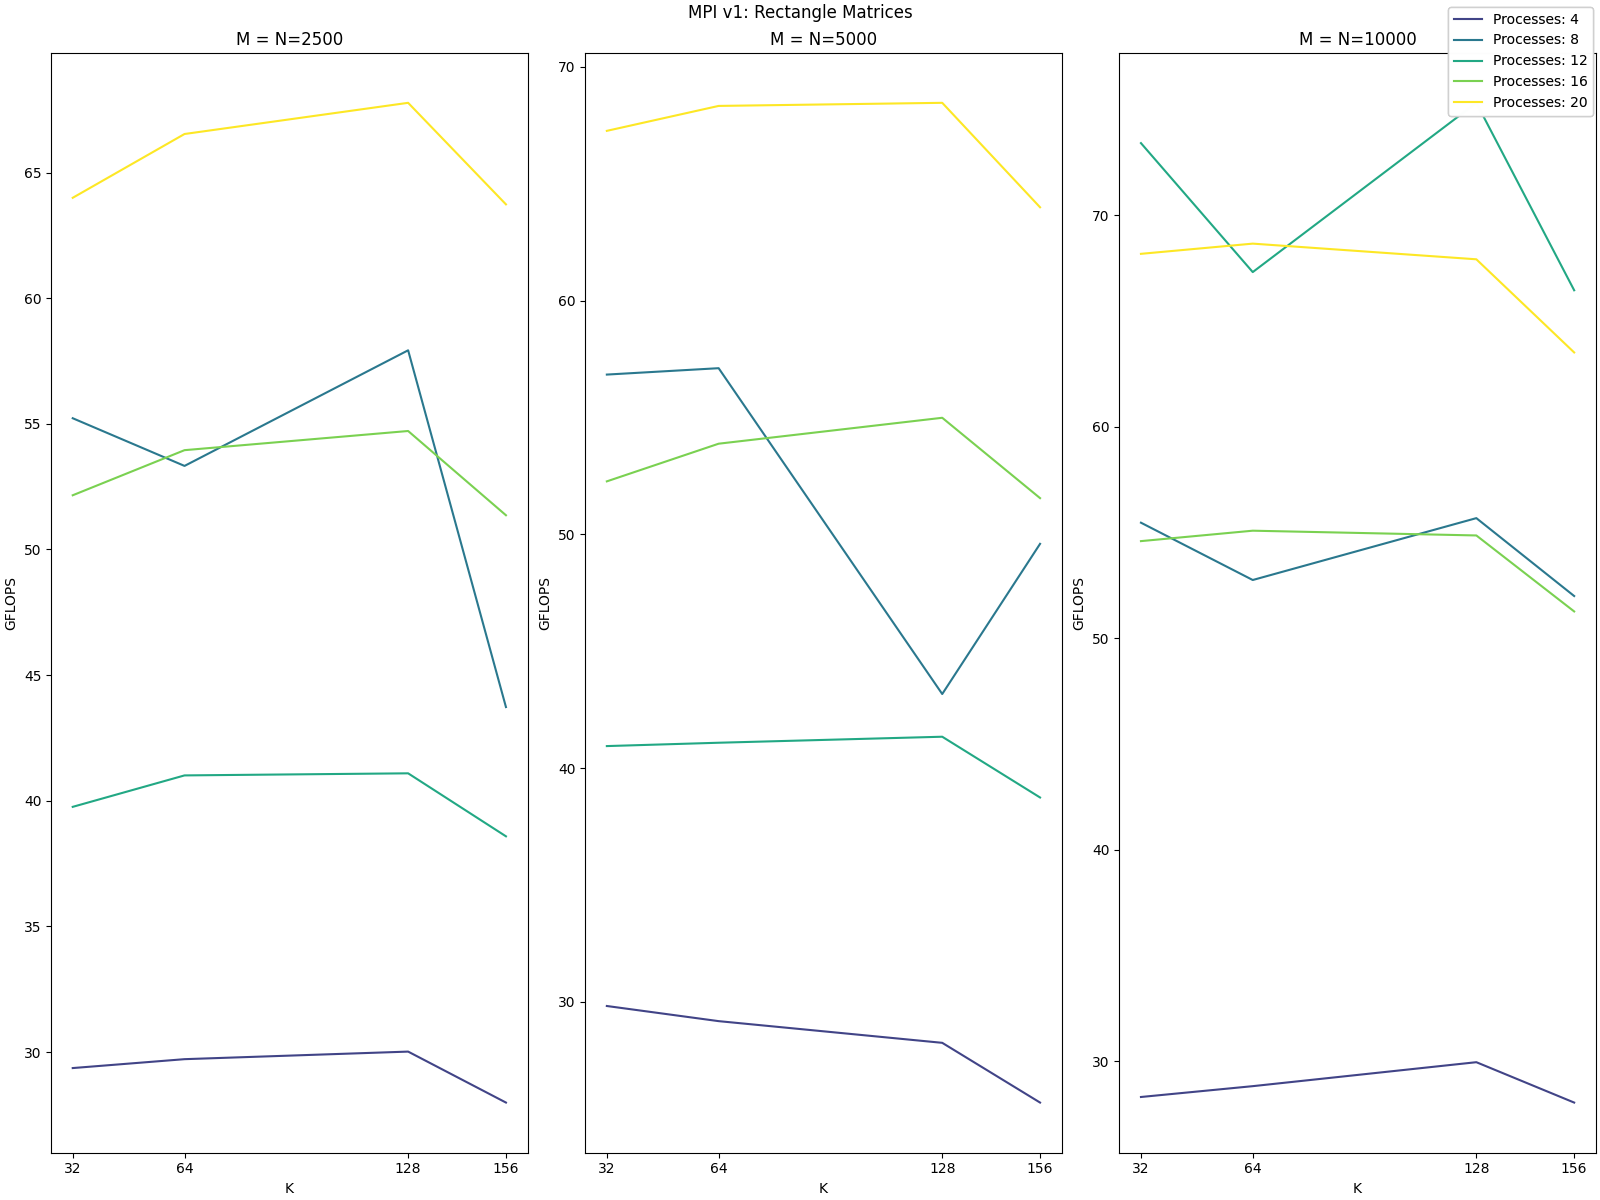 MPI v1: Rectangle Matrices
M = N=2500
GFLOPS
65
60
55
50
45
40
35
30
32 64 128 156
K
M = N=5000
GFLOPS
70
60
50
40
30
32 64 128 156
K
M = N=10000
GFLOPS
70
60
50
40
30
32 64 128 156
K
Processes: 4
Processes: 8
Processes: 12
Processes: 16
Processes: 20